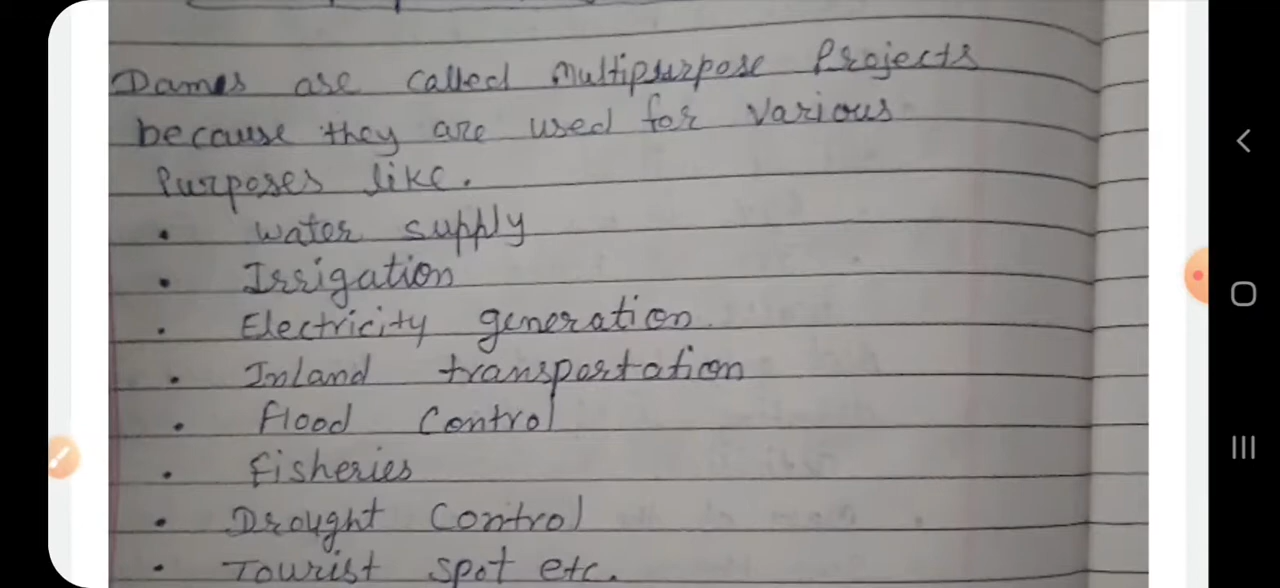 Dames are called multipurpose Projects
because they are used for various
Purposes like.
• Water supply
• Irrigation
• Electricity generation
• Inland transportation
• Flood Control
• Fisheries
• Drought Control
• Tourist spot etc.